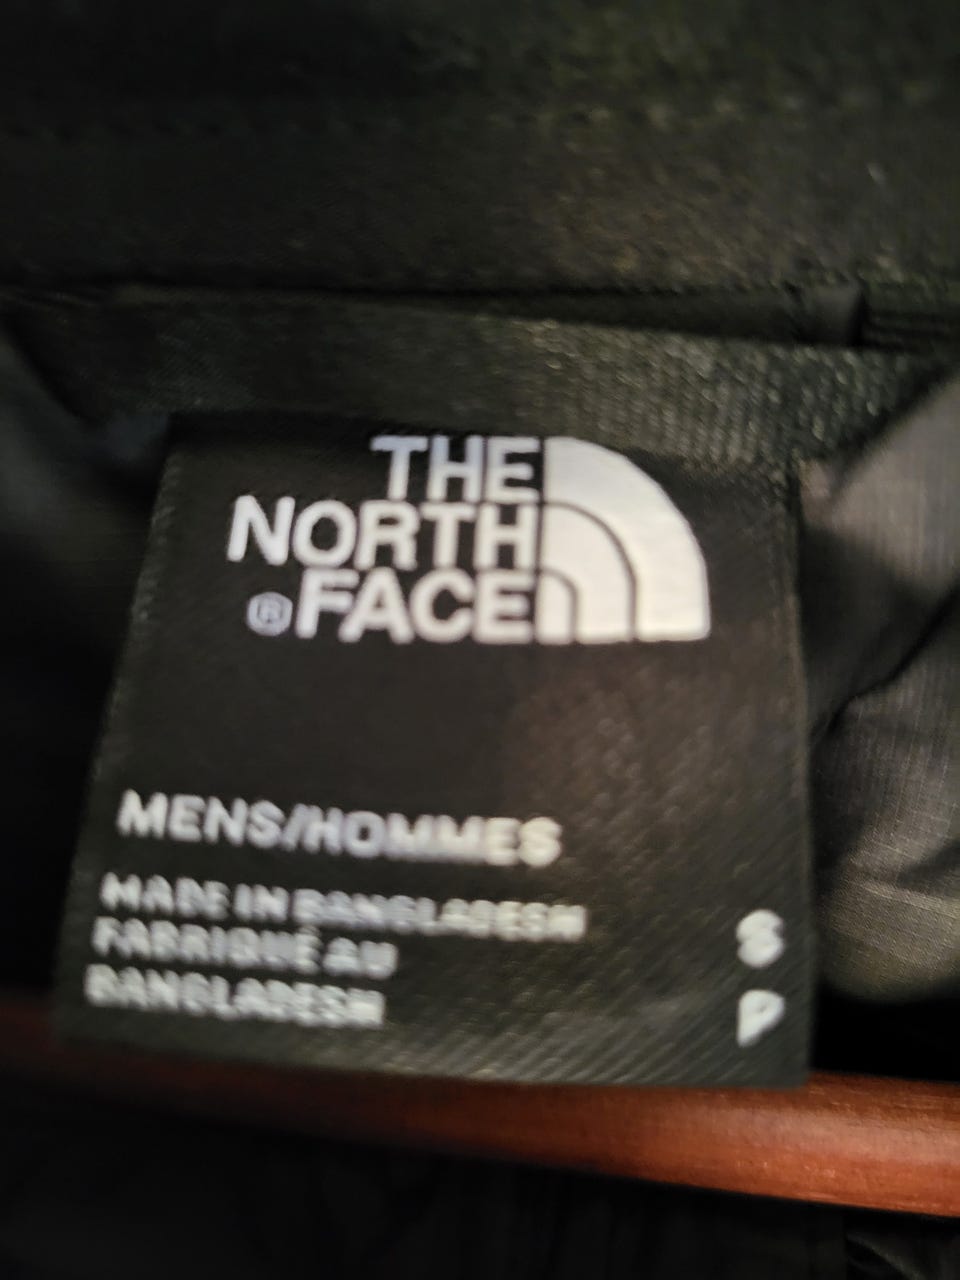 THE
NORTH
®FACE
MENS/HOMMES
MADE IN BANGLADESH
FABRIQUÉ AU
BANGLADESH
S
P